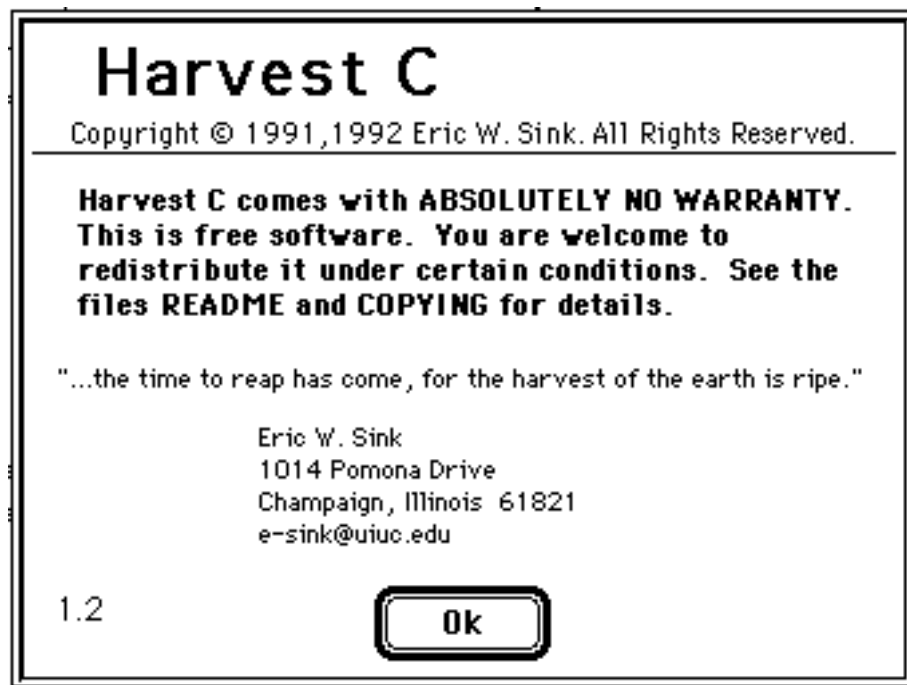 Harvest C
Copyright © 1991,1992 Eric W. Sink. All Rights Reserved.
Harvest C comes with ABSOLUTELY NO WARRANTY.
This is free software.  You are welcome to
redistribute it under certain conditions.  See the
files README and COPYING for details.
"...the time to reap has come, for the harvest of the earth is ripe."
Eric W. Sink
1014 Pomona Drive
Champaign, Illinois  61821
e-sink@uiuc.edu
1.2
Ok